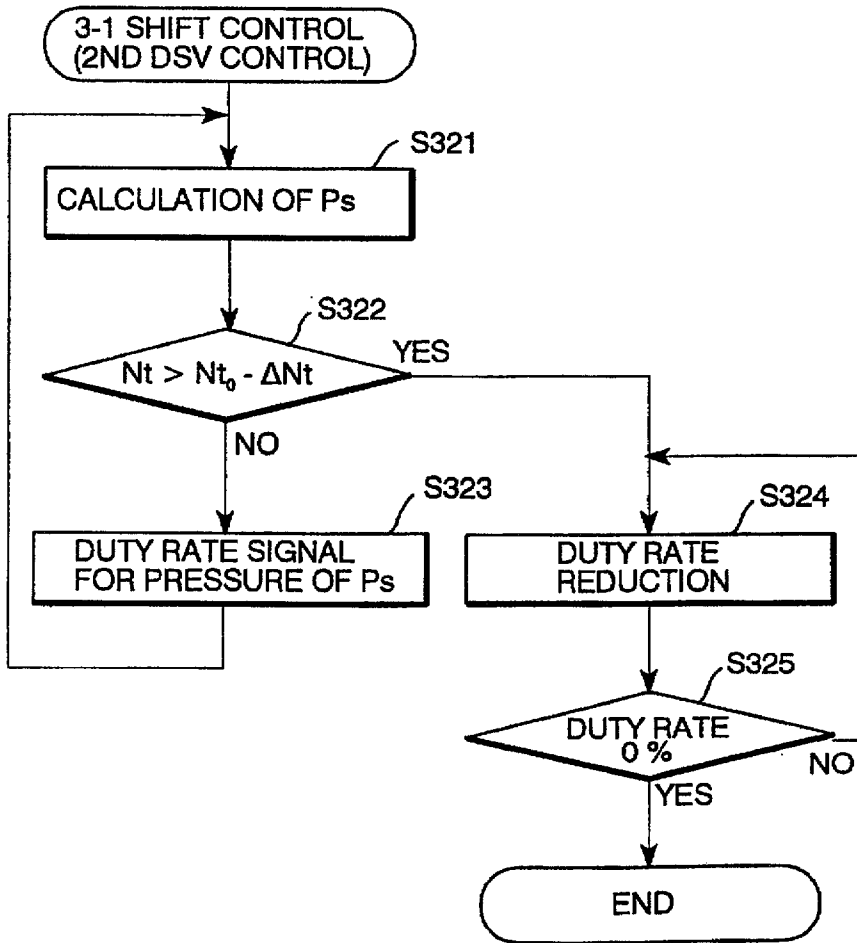 3-1 SHIFT CONTROL
(2ND DSV CONTROL)
S321
CALCULATION OF Ps
S322
Nt > Nt₀ - ΔNt
YES
NO
S323
DUTY RATE SIGNAL
FOR PRESSURE OF Ps
S324
DUTY RATE
REDUCTION
S325
DUTY RATE
0 %
NO
YES
END